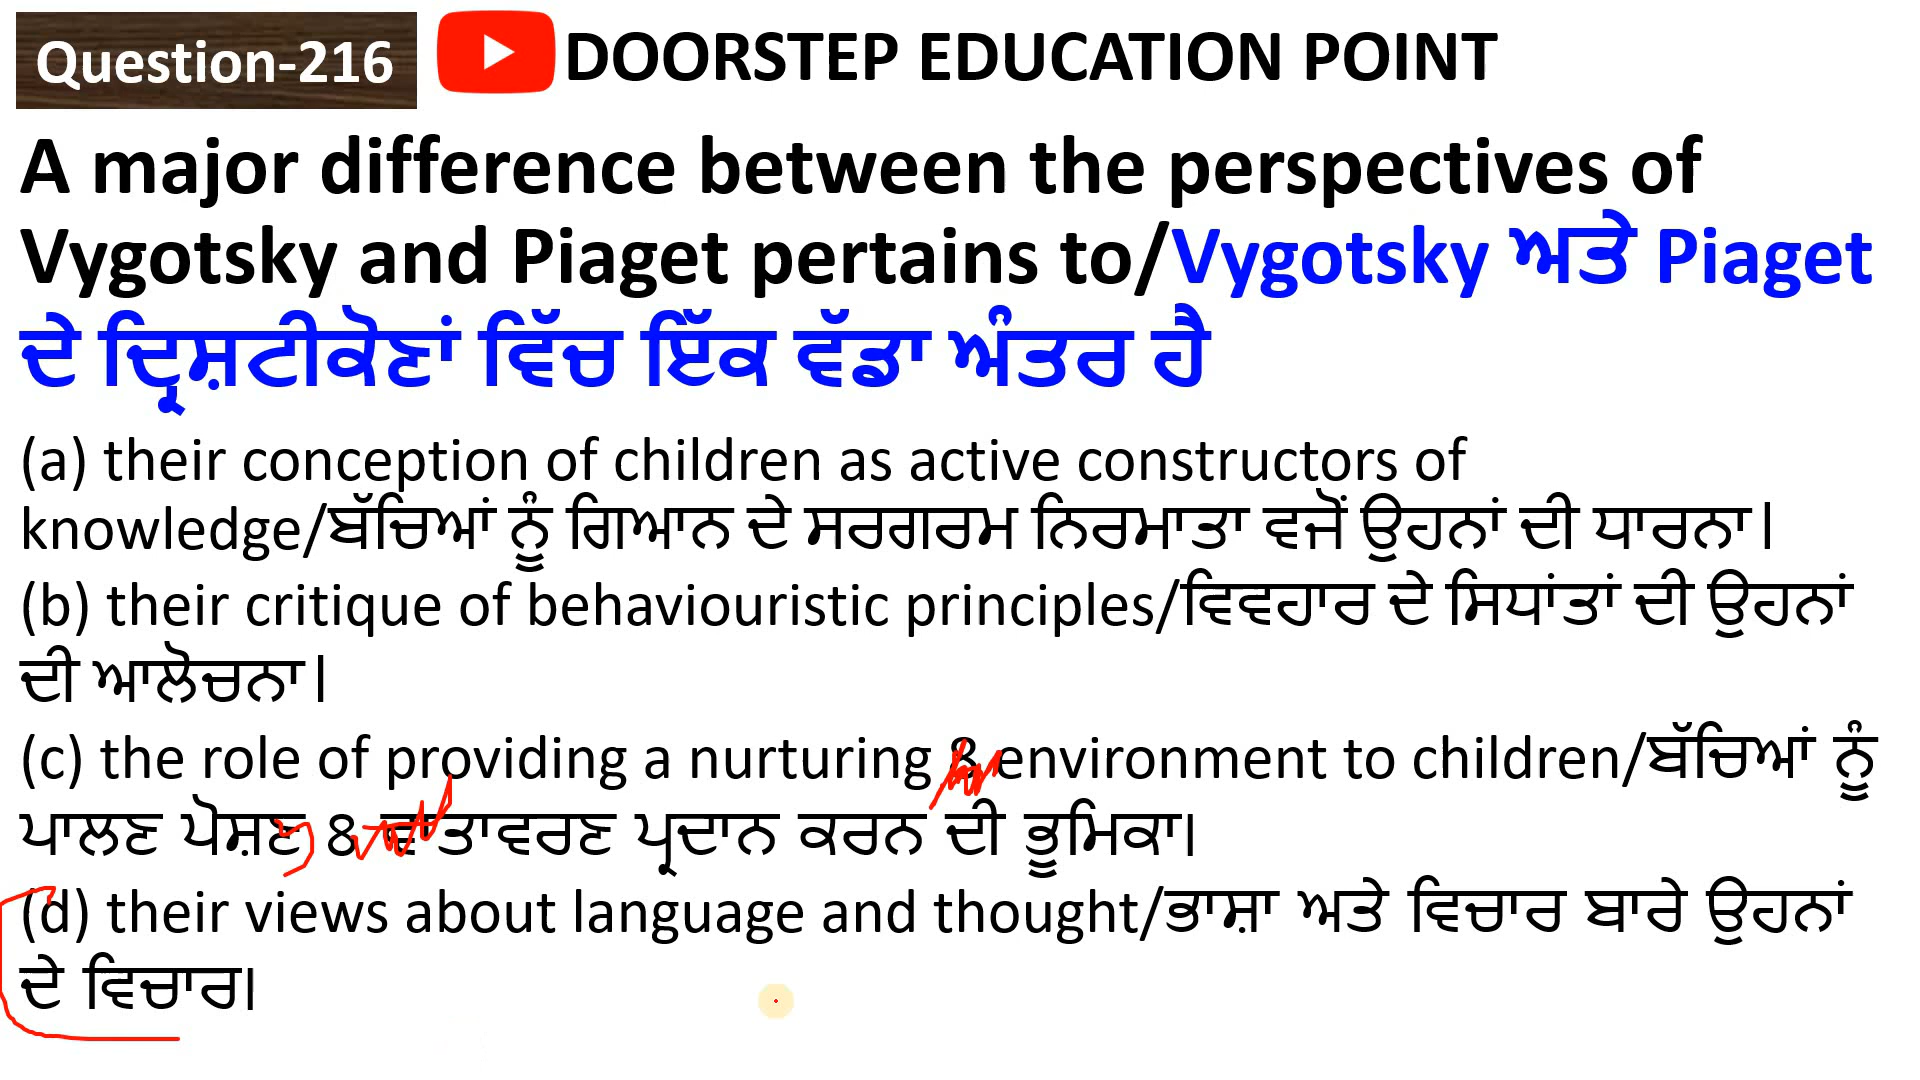 Question-216 DOORSTEP EDUCATION POINT
A major difference between the perspectives of
Vygotsky and Piaget pertains to/Vygotsky ਅਤੇ Piaget
ਦੇ ਦ੍ਰਿਸ਼ਟੀਕੋਣਾਂ ਵਿੱਚ ਇੱਕ ਵੱਡਾ ਅੰਤਰ ਹੈ
(a) their conception of children as active constructors of
knowledge/ਬੱਚਿਆਂ ਨੂੰ ਗਿਆਨ ਦੇ ਸਰਗਰਮ ਨਿਰਮਾਤਾ ਵਜੋਂ ਉਹਨਾਂ ਦੀ ਧਾਰਨਾ।
(b) their critique of behaviouristic principles/ਵਿਵਹਾਰ ਦੇ ਸਿਧਾਂਤਾਂ ਦੀ ਉਹਨਾਂ
ਦੀ ਆਲੋਚਨਾ।
(c) the role of providing a nurturing & environment to children/ਬੱਚਿਆਂ ਨੂੰ
ਪਾਲਣ ਪੋਸ਼ਣ 8 ਵਾਤਾਵਰਣ ਪ੍ਰਦਾਨ ਕਰਨ ਦੀ ਭੂਮਿਕਾ।
(d) their views about language and thought/ਭਾਸ਼ਾ ਅਤੇ ਵਿਚਾਰ ਬਾਰੇ ਉਹਨਾਂ
ਦੇ ਵਿਚਾਰ।